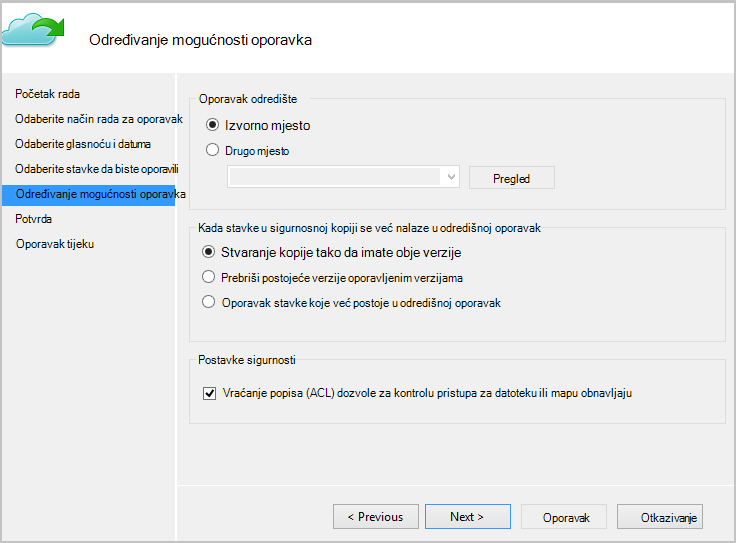 Određivanje mogućnosti oporavka
Početak rada
Odaberite način rada za oporavak
Odaberite glasnoću i datuma
Odaberite stavke da biste oporavili
Određivanje mogućnosti oporavka
Potvrda
Oporavak tijeku
Oporavak odredište
Izvorno mjesto
Drugo mjesto
Pregled
Kada stavke u sigurnosnoj kopiji se već nalaze u odredišnoj oporavak
Stvaranje kopije tako da imate obje verzije
Prebriši postojeće verzije oporavljenim verzijama
Oporavak stavke koje već postoje u odredišnoj oporavak
Postavke sigurnosti
Vraćanje popisa (ACL) dozvole za kontrolu pristupa za datoteku ili mapu obnavljaju
< Previous
Next >
Oporavak
Otkazivanje